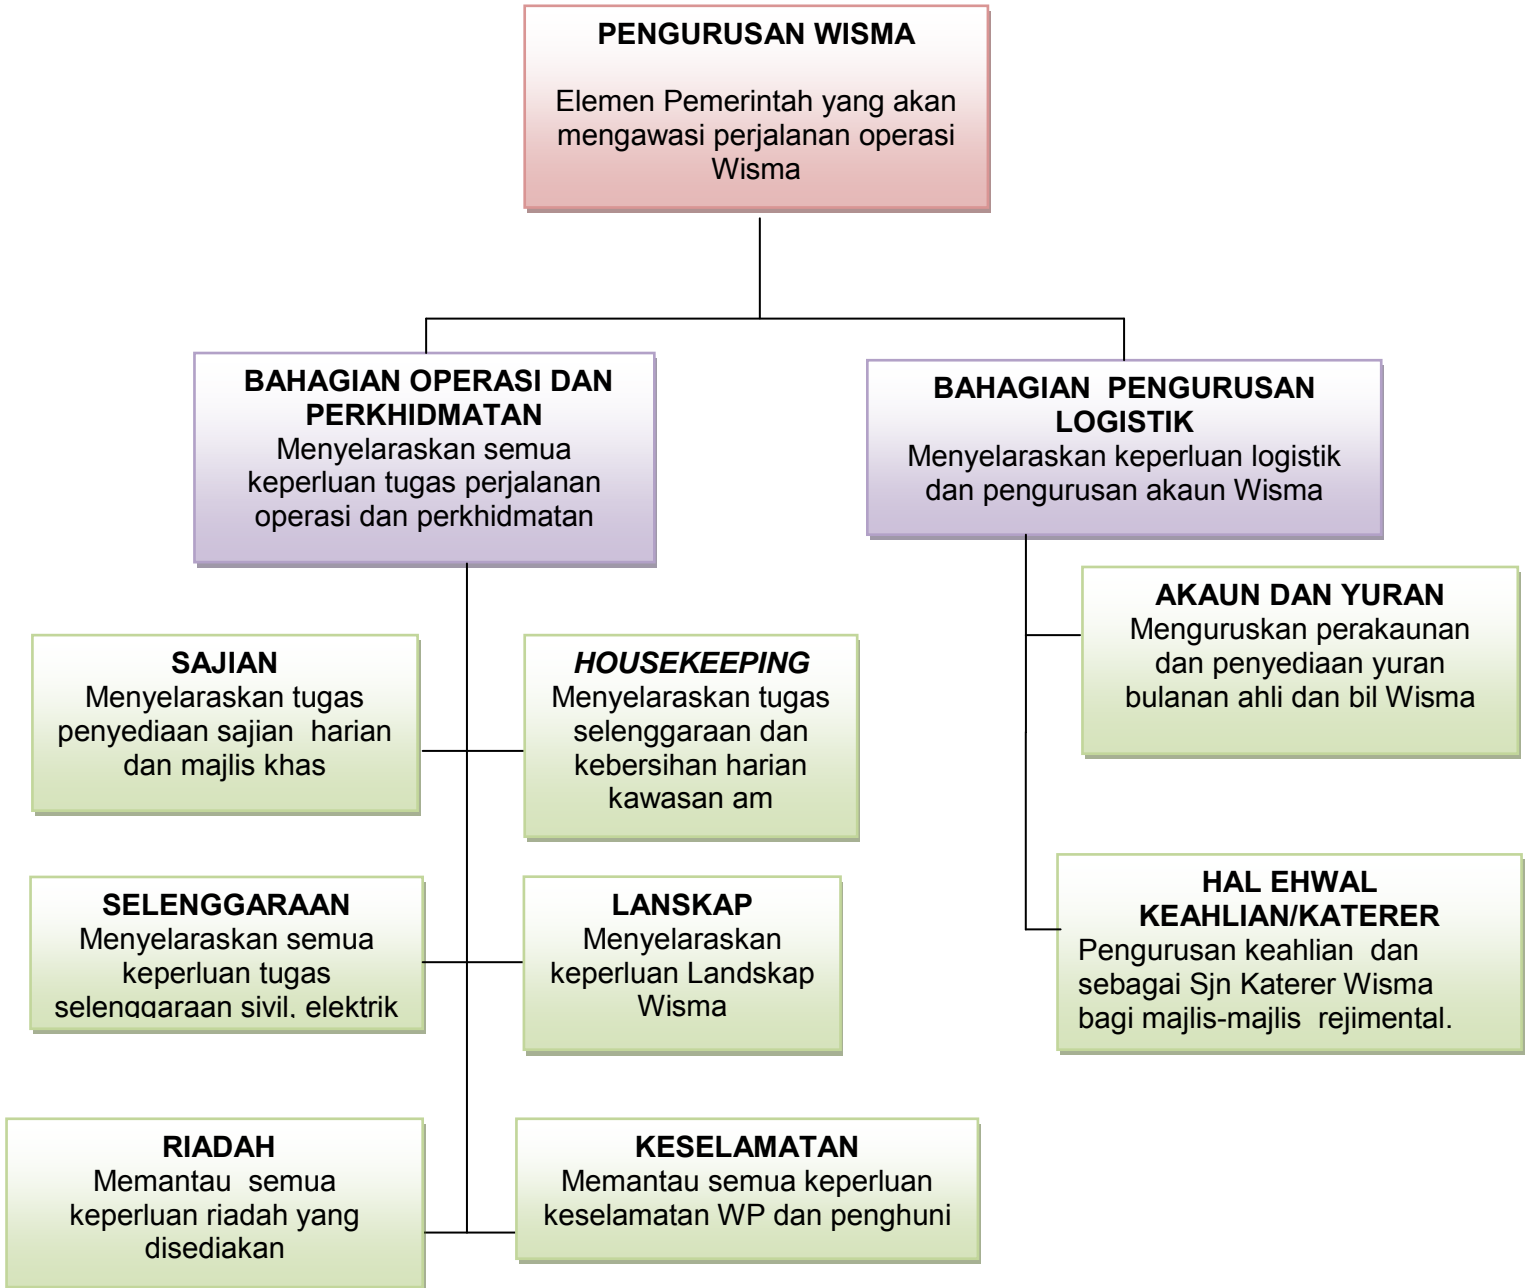 PENGURUSAN WISMA
Elemen Pemerintah yang akan
mengawasi perjalanan operasi
Wisma
BAHAGIAN OPERASI DAN
PERKHIDMATAN
Menyelaraskan semua
keperluan tugas perjalanan
operasi dan perkhidmatan
BAHAGIAN PENGURUSAN
LOGISTIK
Menyelaraskan keperluan logistik
dan pengurusan akaun Wisma
AKAUN DAN YURAN
Menguruskan perakaunan
dan penyediaan yuran
bulanan ahli dan bil Wisma
SAJIAN
Menyelaraskan tugas
penyediaan sajian harian
dan majlis khas
HOUSEKEEPING
Menyelaraskan tugas
selenggaraan dan
kebersihan harian
kawasan am
HAL EHWAL
KEAHLIAN/KATERER
Pengurusan keahlian dan
sebagai Sjn Katerer Wisma
bagi majlis-majlis rejimental.
SELENGGARAAN
Menyelaraskan semua
keperluan tugas
selenggaraan sivil, elektrik
LANSKAP
Menyelaraskan
keperluan Landskap
Wisma
RIADAH
Memantau semua
keperluan riadah yang
disediakan
KESELAMATAN
Memantau semua keperluan
keselamatan WP dan penghuni